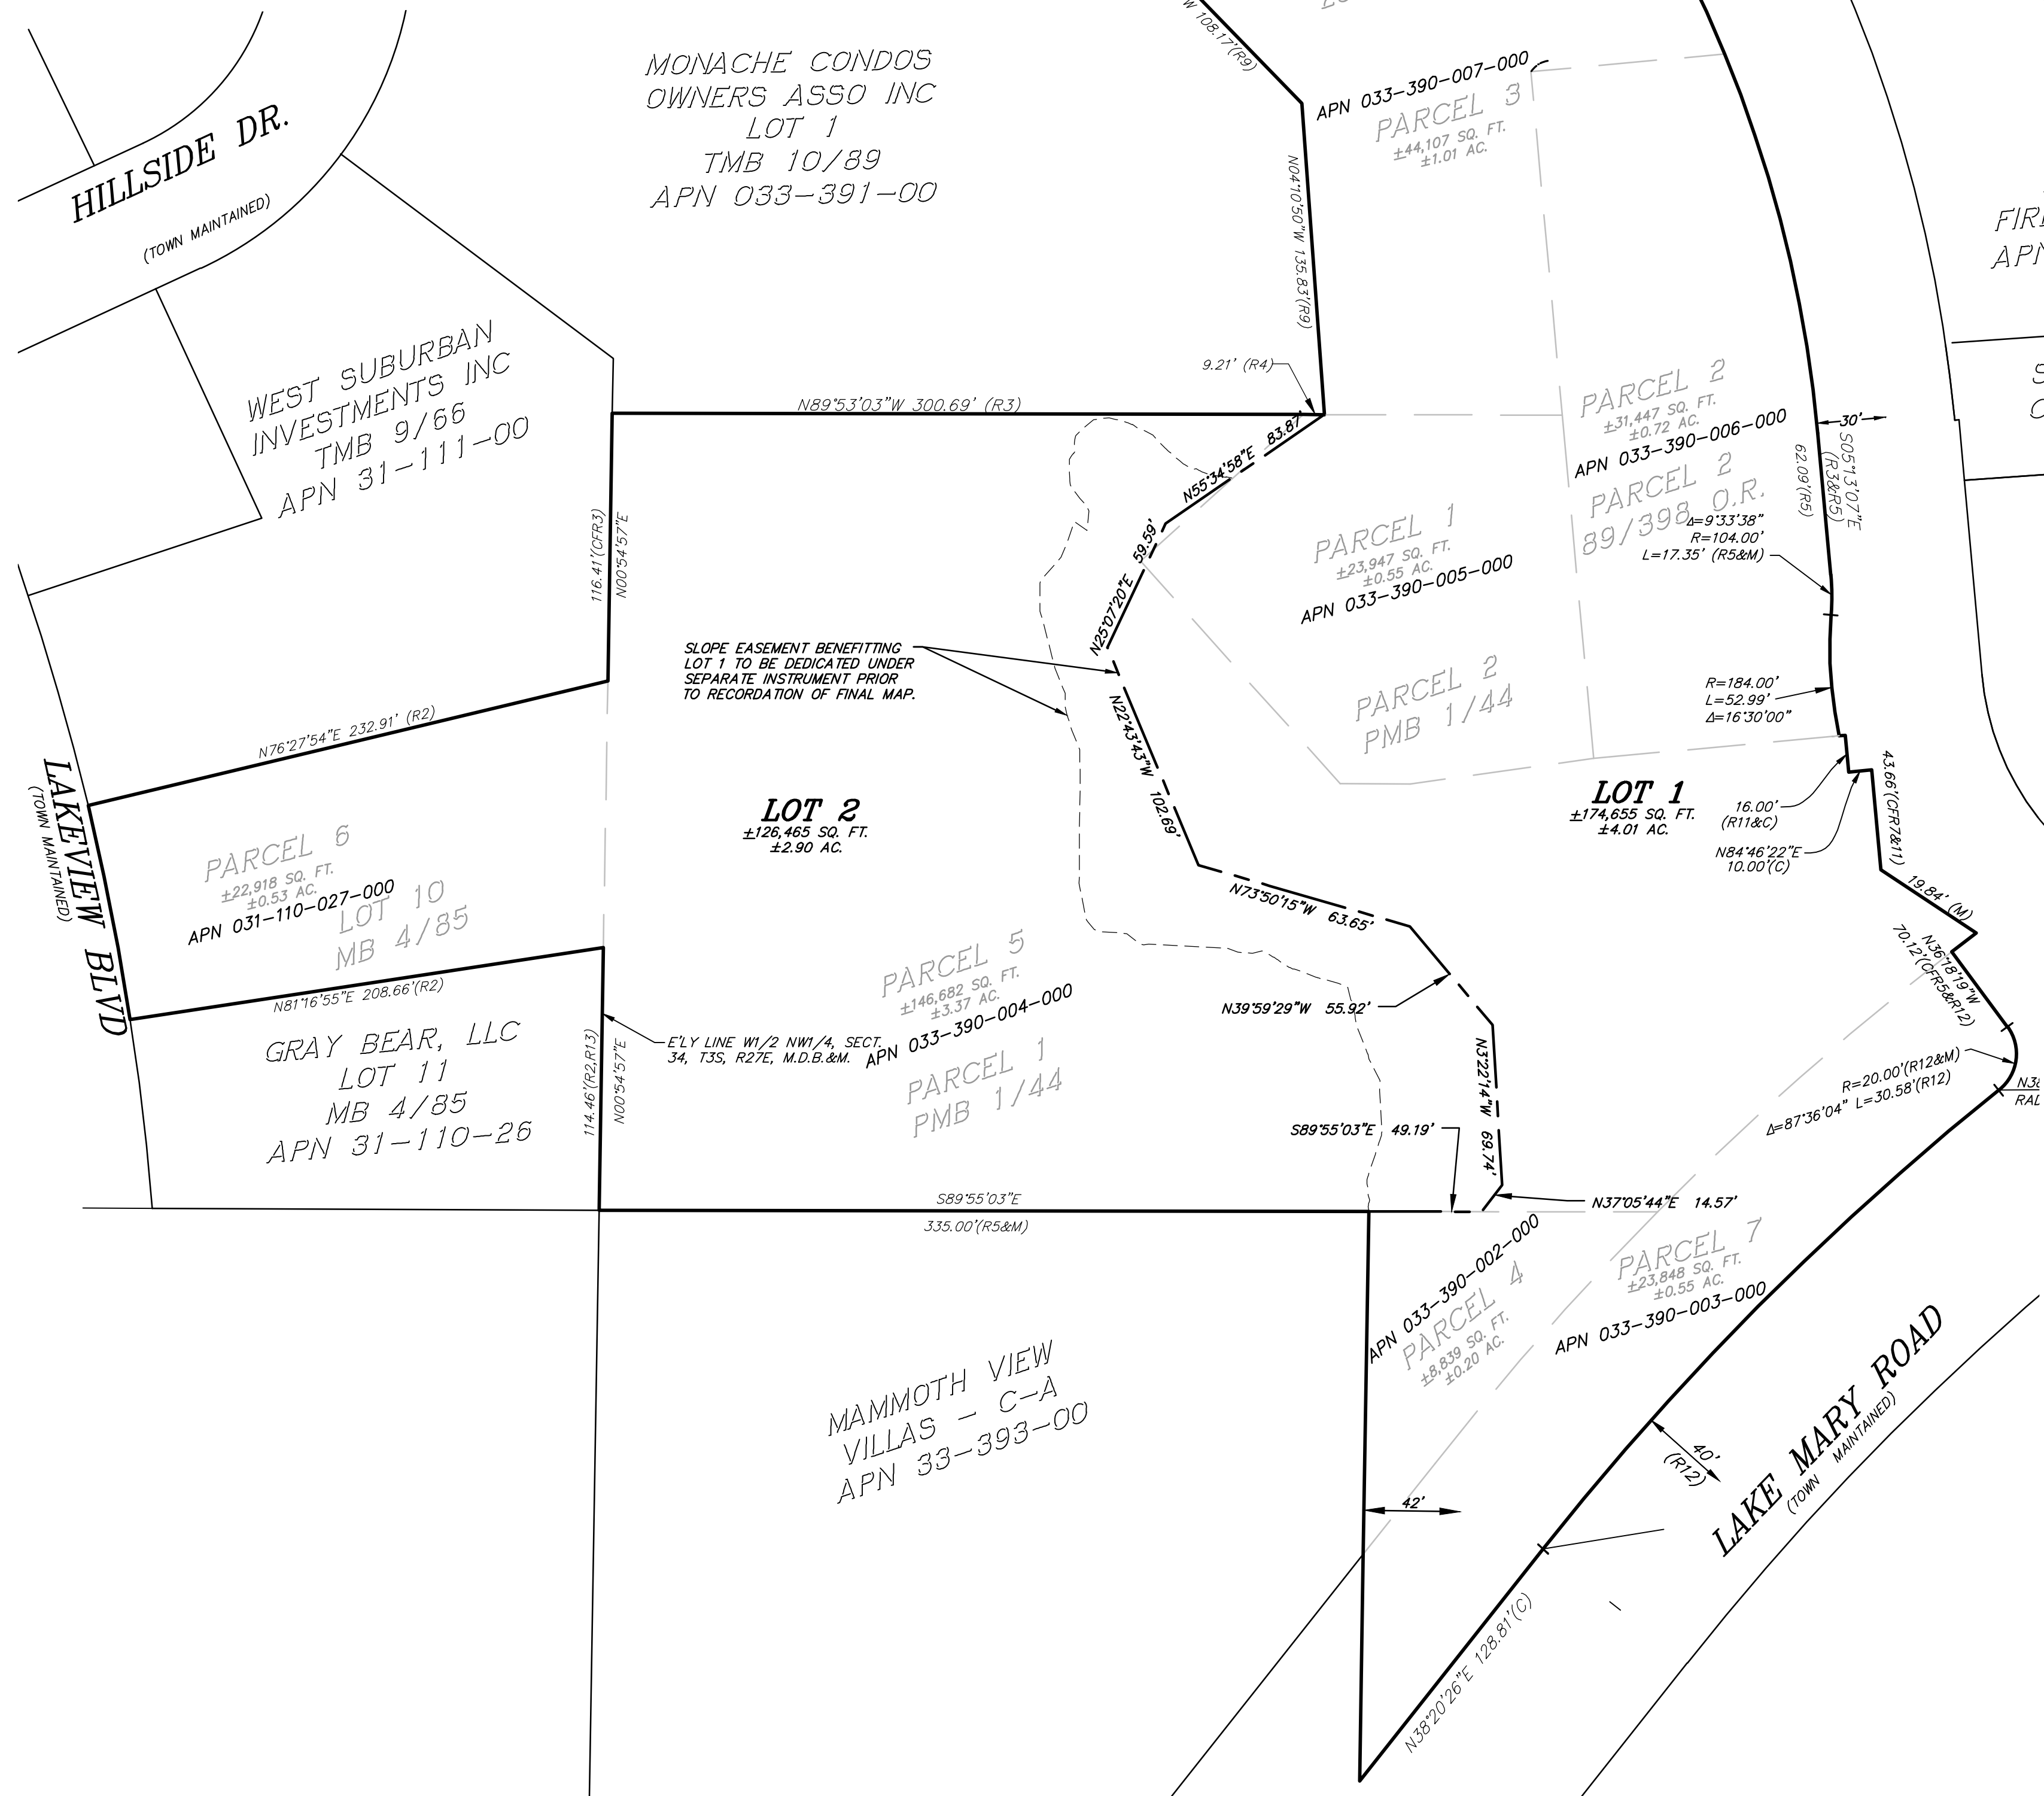 HILLSIDE DR.
(TOWN MAINTAINED)
MONACHE CONDOS
OWNERS ASSO INC
LOT 1
TMB 10/89
APN 033-391-00
W 108.17'(R9)
APN 033-390-007-000
PARCEL 3
±44,107 SQ. FT.
±1.01 AC.
N04°10'50"W 135.83'(R9)
9.21' (R4)
WEST SUBURBAN
INVESTMENTS INC
TMB 9/66
APN 31-111-00
N89°53'03"W 300.69' (R3)
N55°34'58"E 83.87'
N25°07'20"E 59.59'
116.41'(CFR3)
N00°54'57"E
PARCEL 2
±31,447 SQ. FT.
±0.72 AC.
APN 033-390-006-000
PARCEL 2
89/398 O.R.
30'
S05°13'07"E
(R3&R5)
62.09'(R5)
Δ=9°33'38"
R=104.00'
L=17.35' (R5&M)
PARCEL 1
±23,947 SQ. FT.
±0.55 AC.
APN 033-390-005-000
PARCEL 2
PMB 1/44
SLOPE EASEMENT BENEFITTING
LOT 1 TO BE DEDICATED UNDER
SEPARATE INSTRUMENT PRIOR
TO RECORDATION OF FINAL MAP.
N22°43'43"W 102.69'
R=184.00'
L=52.99'
Δ=16°30'00"
N76°27'54"E 232.91' (R2)
LAKEVIEW BLVD
(TOWN MAINTAINED)
LOT 2
±126,465 SQ. FT.
±2.90 AC.
LOT 1
±174,655 SQ. FT.
±4.01 AC.
16.00'
(R11&C)
43.66'(CFR7&11)
N84°46'22"E
10.00'(C)
19.84' (M)
PARCEL 6
±22,918 SQ. FT.
±0.53 AC.
APN 031-110-027-000
LOT 10
MB 4/85
N73°50'15"W 63.65'
N36°18'19"W
70.12'(CFR5&R12)
N81°16'55"E 208.66'(R2)
PARCEL 5
±146,682 SQ. FT.
±3.37 AC.
APN 033-390-004-000
PARCEL 1
PMB 1/44
N39°59'29"W 55.92'
GRAY BEAR, LLC
LOT 11
MB 4/85
APN 31-110-26
E'LY LINE W1/2 NW1/4, SECT.
34, T3S, R27E, M.D.B.&M.
114.46'(R2,R13)
N00°54'57"E
N3°22'14"W 69.74'
R=20.00'(R12&M)
Δ=87°36'04" L=30.58'(R12)
RAL
S89°55'03"E 49.19'
N37°05'44"E 14.57'
S89°55'03"E
335.00'(R5&M)
APN 033-390-002-000
PARCEL 4
±8,839 SQ. FT.
±0.20 AC.
PARCEL 7
±23,848 SQ. FT.
±0.55 AC.
APN 033-390-003-000
MAMMOTH VIEW
VILLAS - C-A
APN 33-393-00
LAKE MARY ROAD
(TOWN MAINTAINED)
40'
(R12)
42'
N38°20'26"E 128.81'(C)
FIR
APN